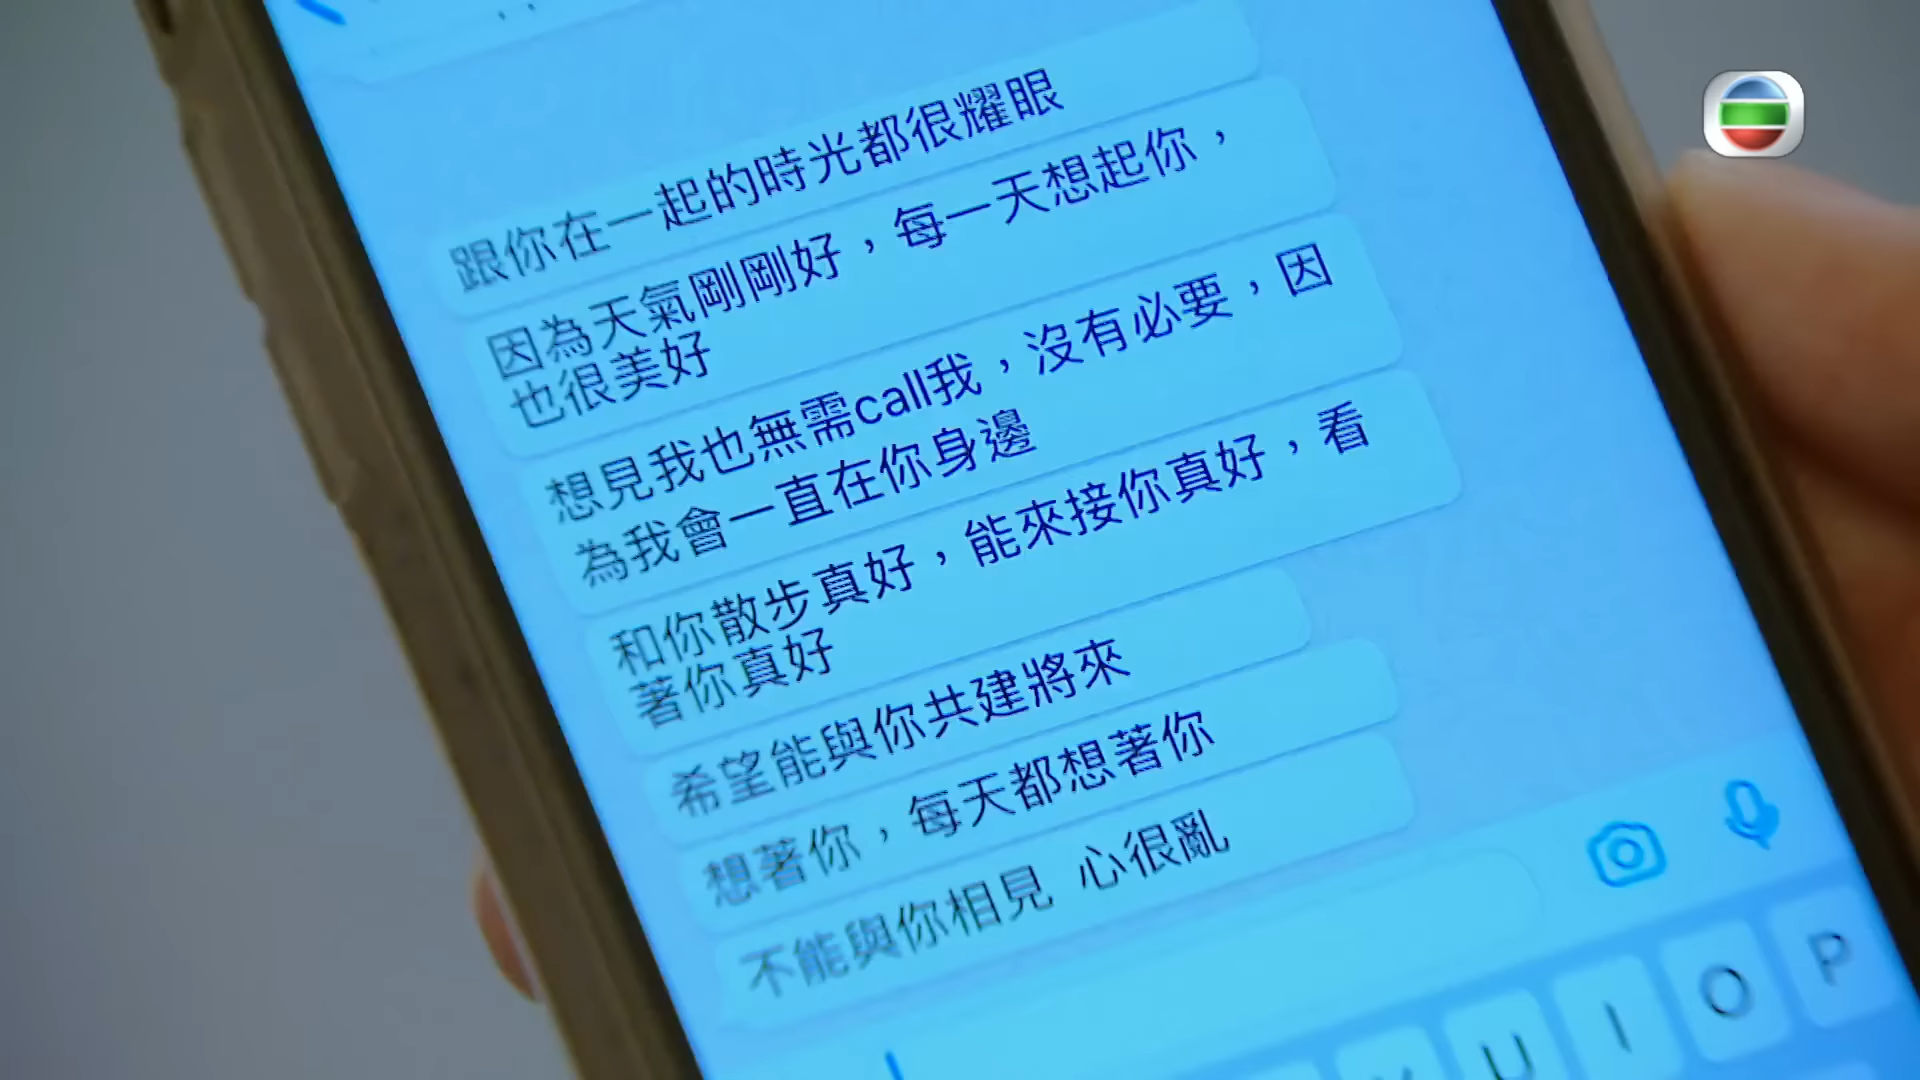 跟你在一起的時光都很耀眼
因為天氣剛剛好，每一天想起你，
也很美好
想見我也無需call我，沒有必要，因
為我會一直在你身邊
和你散步真好，能來接你真好，看
著你真好
希望能與你共建將來
想著你，每天都想著你
不能與你相見 心很亂
U I O P